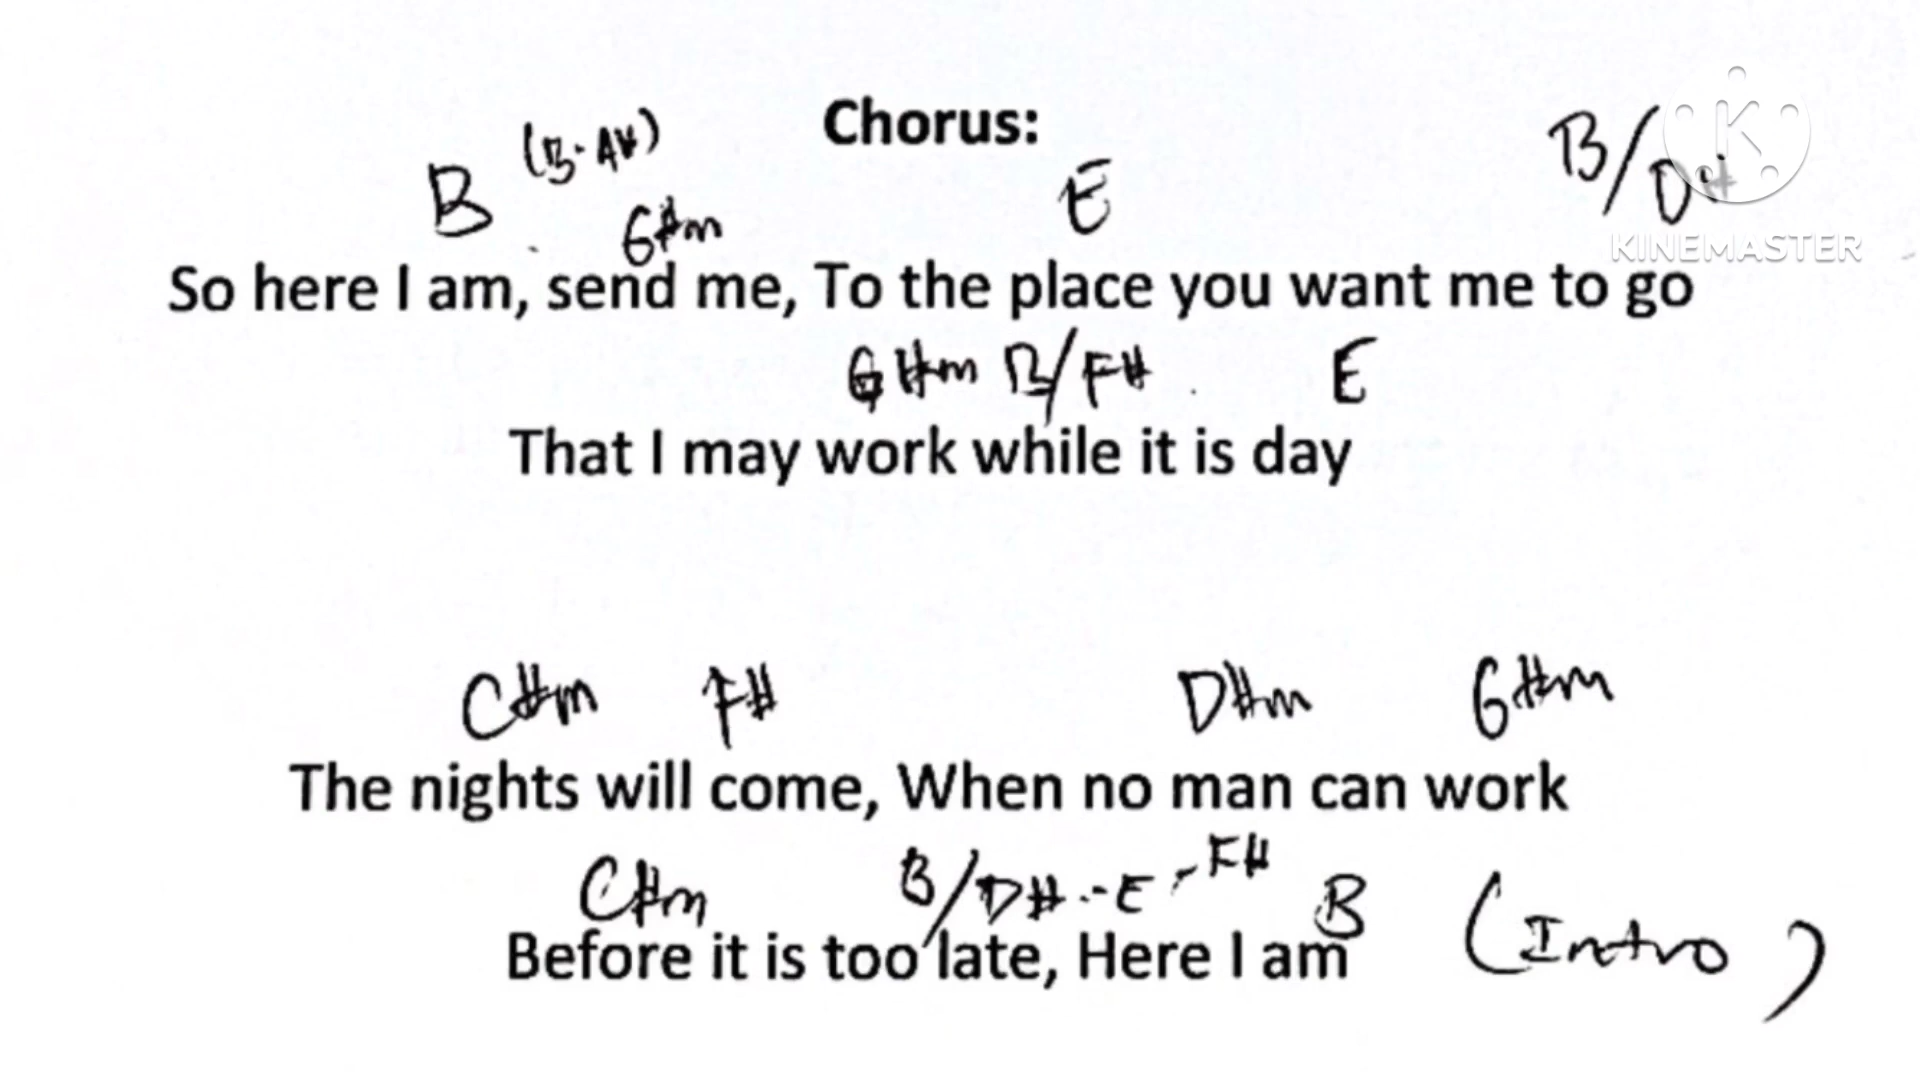 Chorus:
B (B-A#) G#m E B/D#
So here I am, send me, To the place you want me to go
G#m B/F# E
That I may work while it is day
C#m F# D#m G#m
The nights will come, When no man can work
C#m B/D# - E - F# B (Intro)
Before it is too late, Here I am
KINEMASTER